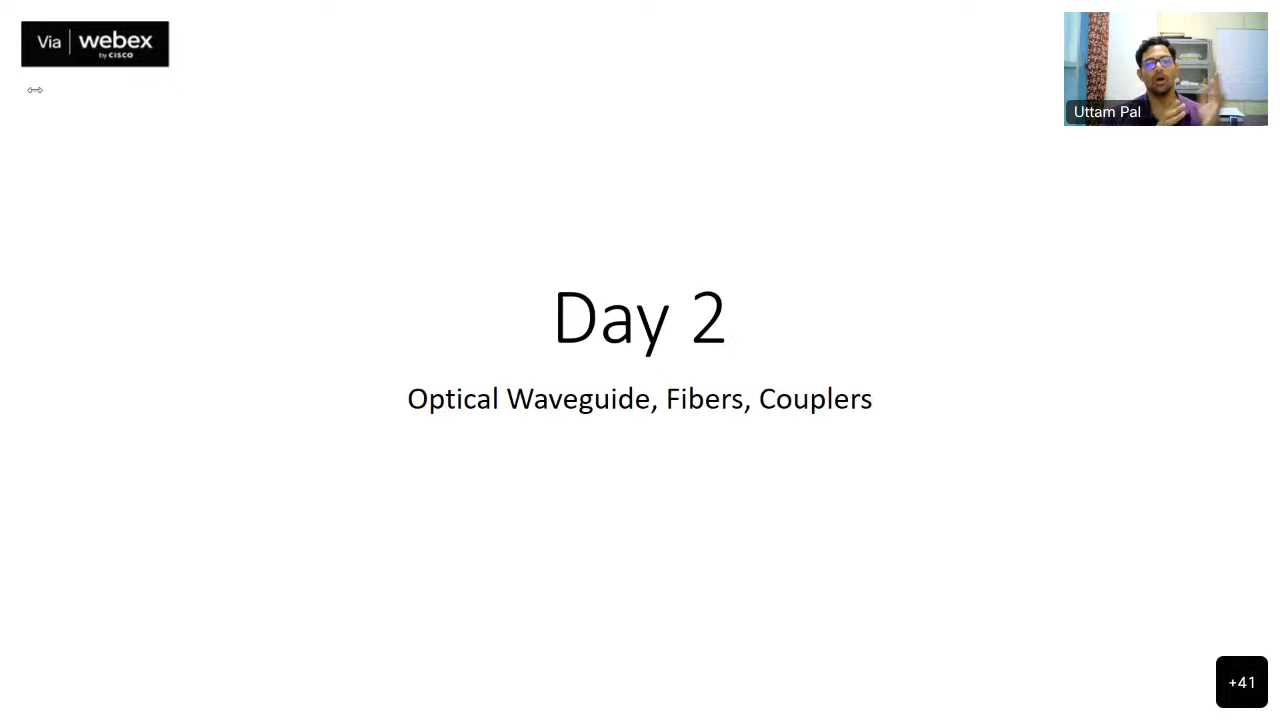 Via | webex
by CISCO
Uttam Pal
Day 2
Optical Waveguide, Fibers, Couplers
+41